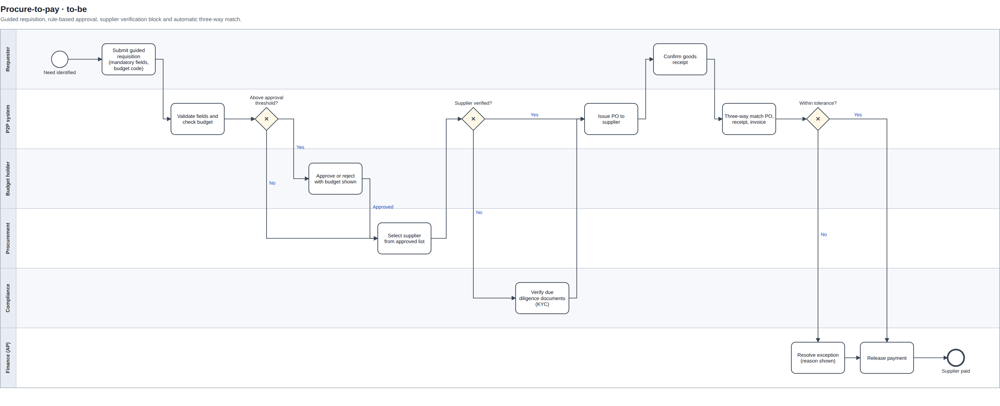 Procure-to-pay · to-be
Guided requisition, rule-based approval, supplier verification block and automatic three-way match.
Requester
Need identified
Submit guided
requisition
(mandatory fields,
budget code)
Confirm goods
receipt
P2P system
Validate fields and
check budget
Above approval
threshold?
×
Yes
No
Supplier verified?
×
Yes
No
Issue PO to
supplier
Three-way match PO,
receipt, invoice
Within tolerance?
×
Yes
No
Budget holder
Approve or reject
with budget shown
Approved
Procurement
Select supplier
from approved list
Compliance
Verify due
diligence documents
(KYC)
Finance (AP)
Resolve exception
(reason shown)
Release payment
Supplier paid